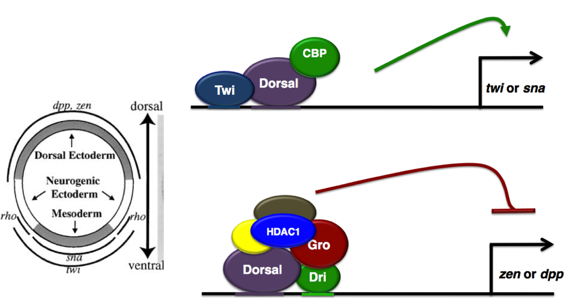 dpp, zen
dorsal
Dorsal Ectoderm
Neurogenic
Ectoderm
Mesoderm
rho
rho
sna
twi
ventral
CBP
Twi
Dorsal
twi or sna
HDAC1
Gro
Dorsal
Dri
zen or dpp